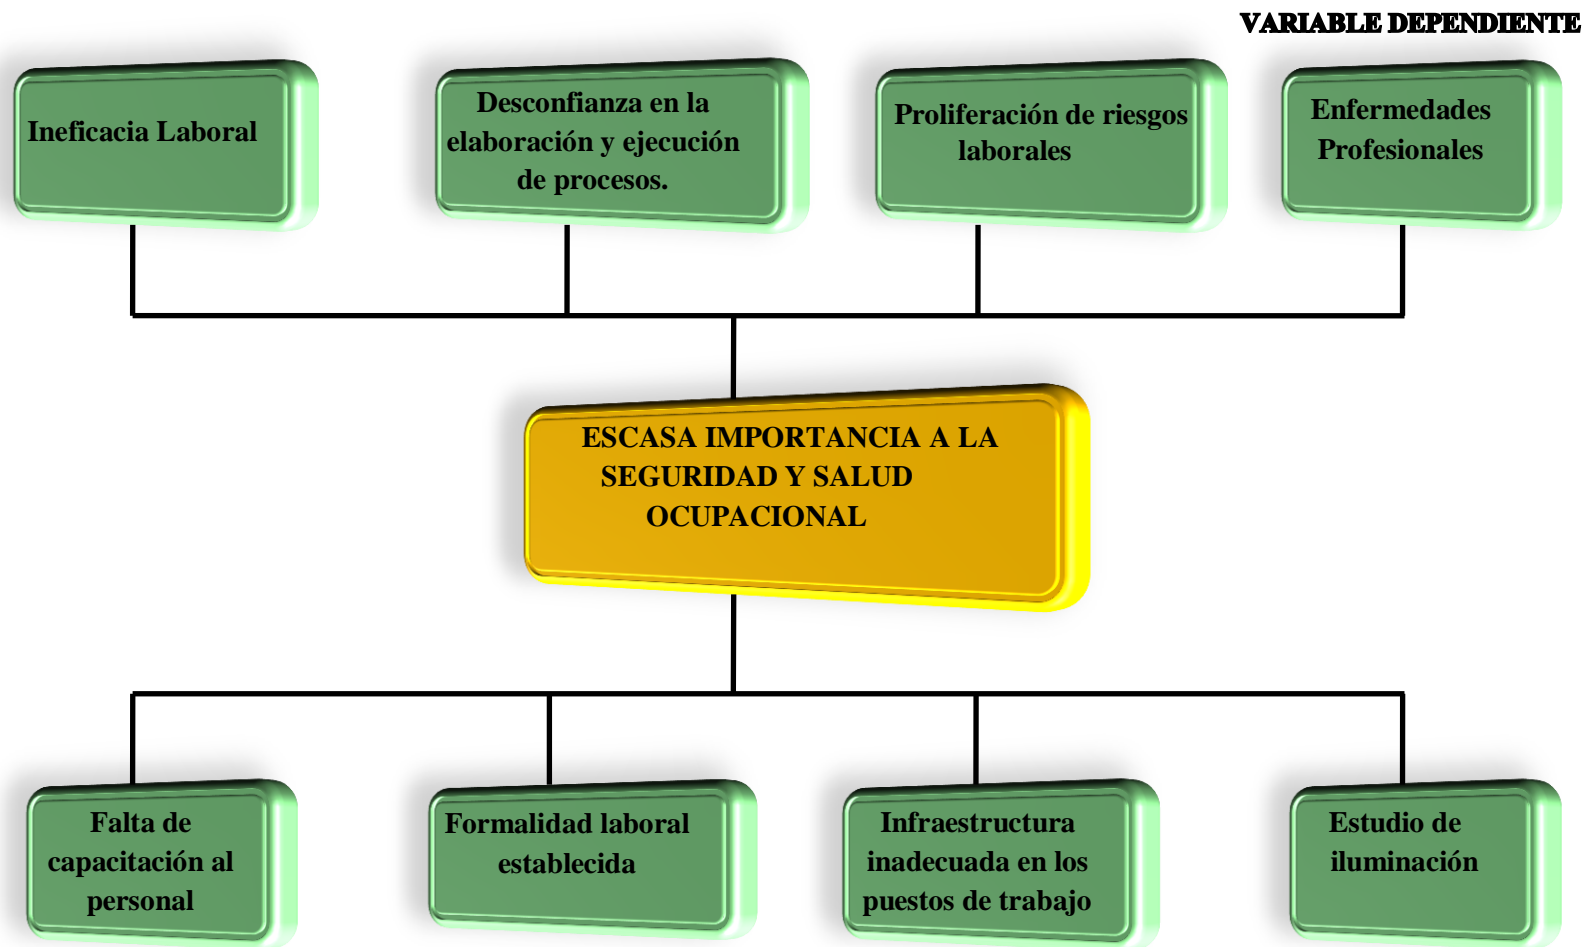 VARIABLE DEPENDIENTE
Ineficacia Laboral
Desconfianza en la
elaboración y ejecución
de procesos.
Proliferación de riesgos
laborales
Enfermedades
Profesionales
ESCASA IMPORTANCIA A LA
SEGURIDAD Y SALUD
OCUPACIONAL
Falta de
capacitación al
personal
Formalidad laboral
establecida
Infraestructura
inadecuada en los
puestos de trabajo
Estudio de
iluminación